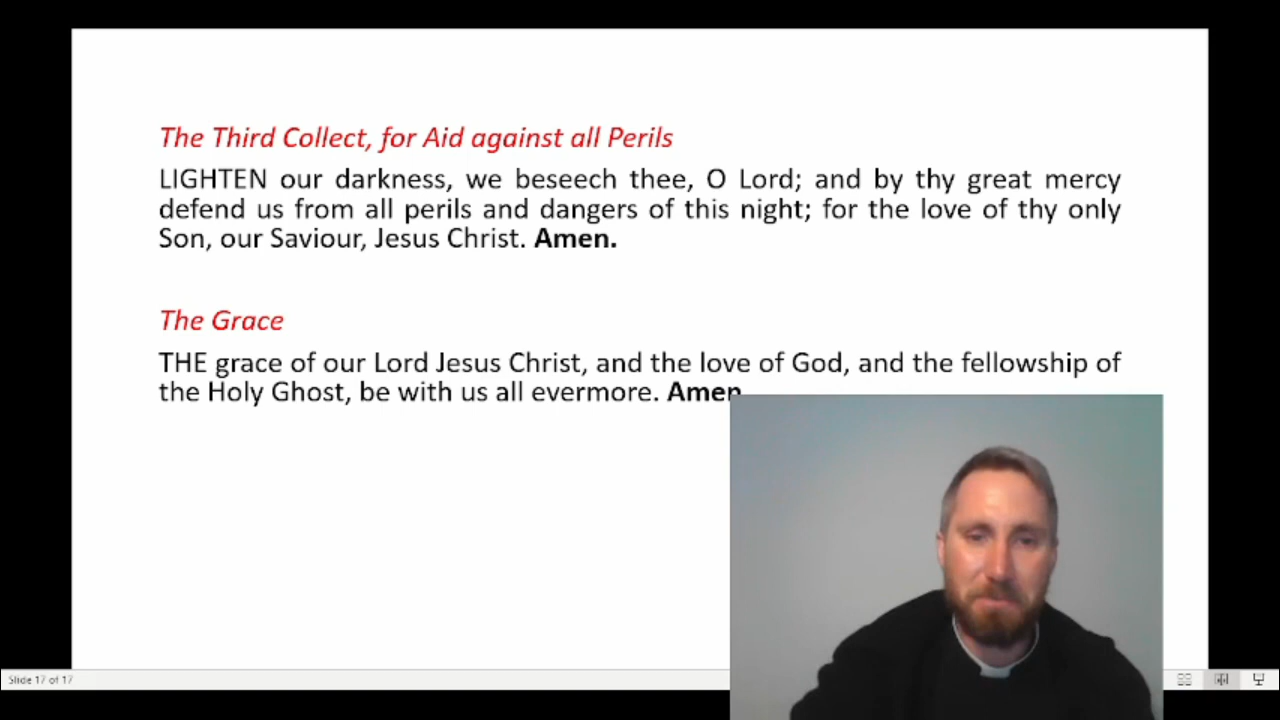 The Third Collect, for Aid against all Perils
LIGHTEN our darkness, we beseech thee, O Lord; and by thy great mercy
defend us from all perils and dangers of this night; for the love of thy only
Son, our Saviour, Jesus Christ. Amen.
The Grace
THE grace of our Lord Jesus Christ, and the love of God, and the fellowship of
the Holy Ghost, be with us all evermore. Amen
Slide 17 of 17